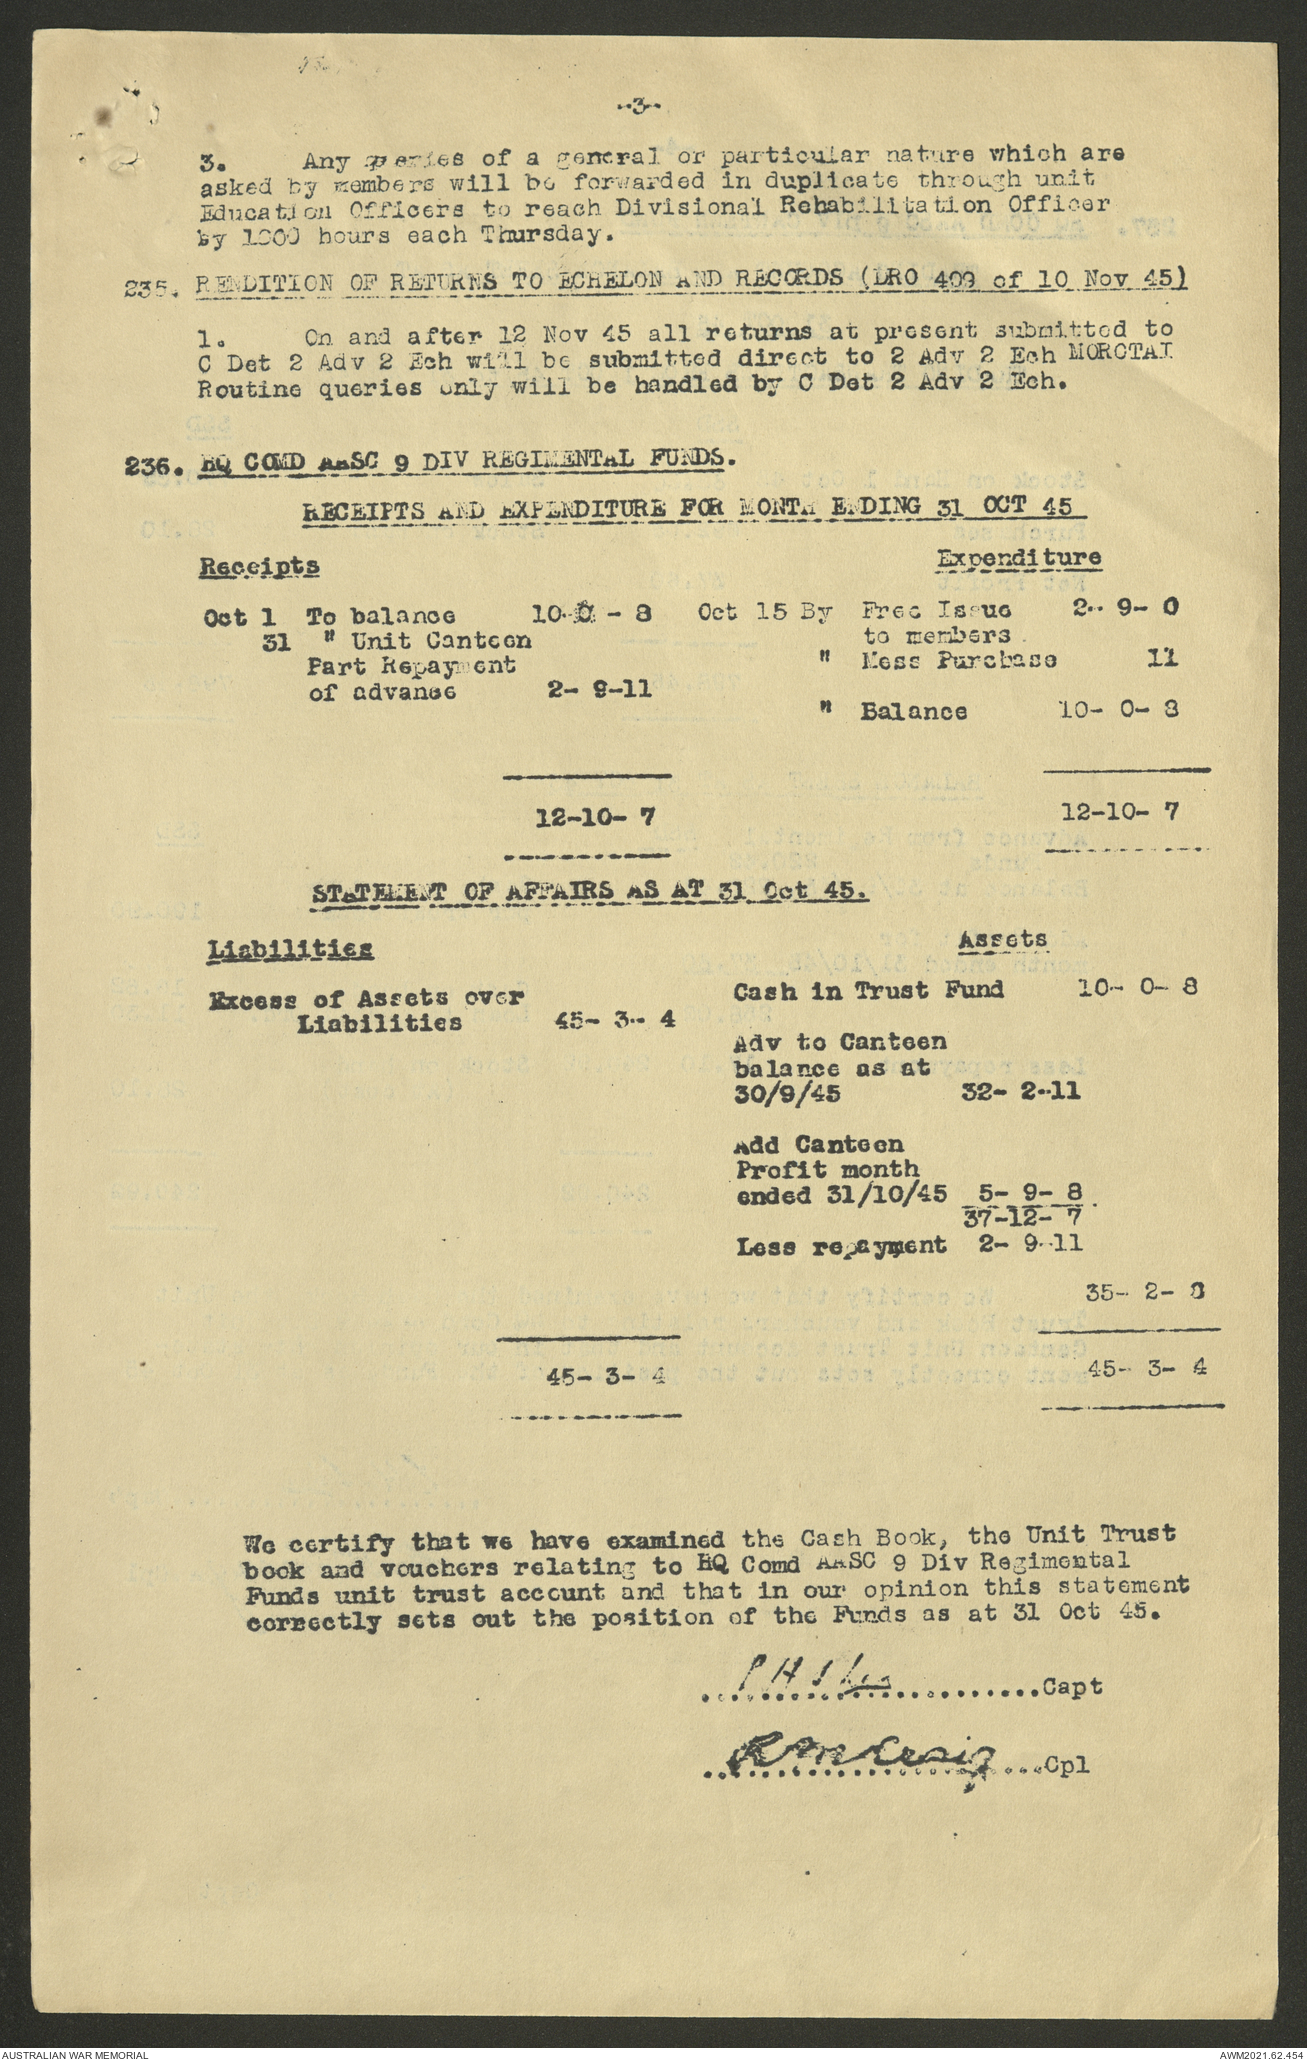 -3-
3. Any queries of a general or particular nature which are
asked by members will be forwarded in duplicate through unit
Education Officers to reach Divisional Rehabilitation Officer
by 1000 hours each Thursday.
235. RENDITION OF RETURNS TO ECHELON AND RECORDS (DRO 409 of 10 Nov 45)
1. On and after 12 Nov 45 all returns at present submitted to
C Det 2 Adv 2 Ech will be submitted direct to 2 Adv 2 Ech MOROTAI
Routine queries only will be handled by C Det 2 Adv 2 Ech.
236. HQ COMD AASC 9 DIV REGIMENTAL FUNDS.
RECEIPTS AND EXPENDITURE FOR MONTH ENDING 31 OCT 45
Receipts Expenditure
Oct 1 To balance 10-0-8 Oct 15 By Free Issue 2-9-0
31 " Unit Canteen to members
Part Repayment " Mess Purchase 11
of advance 2-9-11
" Balance 10-0-8
12-10-7 12-10-7
STATEMENT OF AFFAIRS AS AT 31 Oct 45.
Liabilities Assets
Excess of Assets over Cash in Trust Fund 10-0-8
Liabilities 45-3-4
Adv to Canteen
balance as at
30/9/45 32-2-11
Add Canteen
Profit month
ended 31/10/45 5-9-8
37-12-7
Less repayment 2-9-11
35-2-8
45-3-4 45-3-4
We certify that we have examined the Cash Book, the Unit Trust
book and vouchers relating to HQ Comd AASC 9 Div Regimental
Funds unit trust account and that in our opinion this statement
correctly sets out the position of the Funds as at 31 Oct 45.
....................Capt
....................Cpl
AUSTRALIAN WAR MEMORIAL AWM2021.62.454